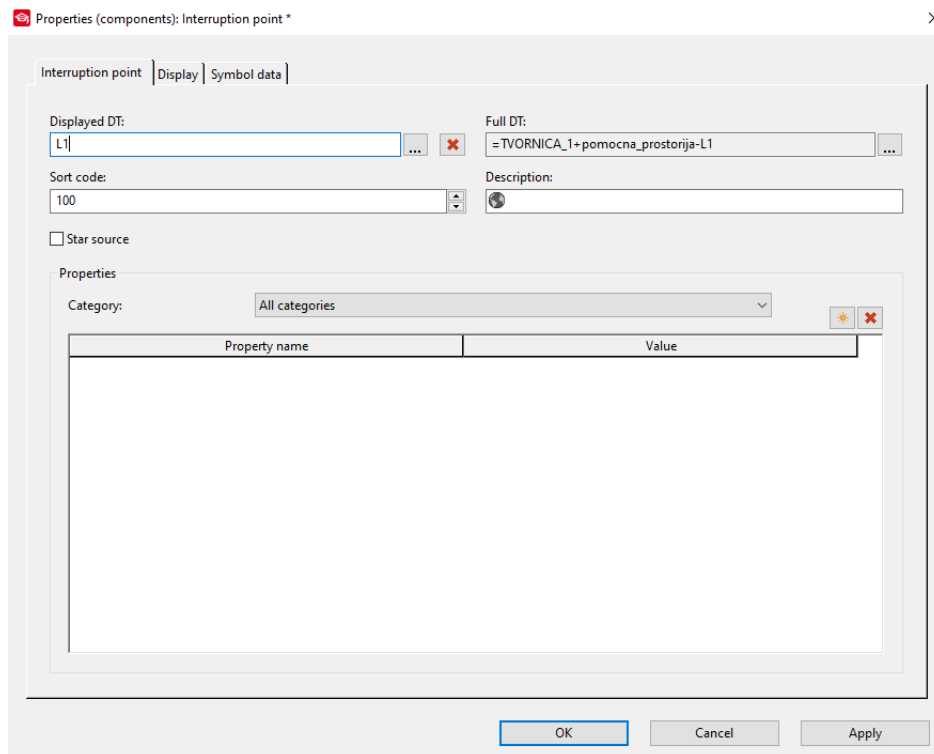 Properties (components): Interruption point *
Interruption point Display Symbol data
Displayed DT: Full DT:
L1 ... =TVORNICA_1+pomocna_prostorija-L1 ...
Sort code: Description:
100
Star source
Properties
Category: All categories
Property name Value
OK Cancel Apply